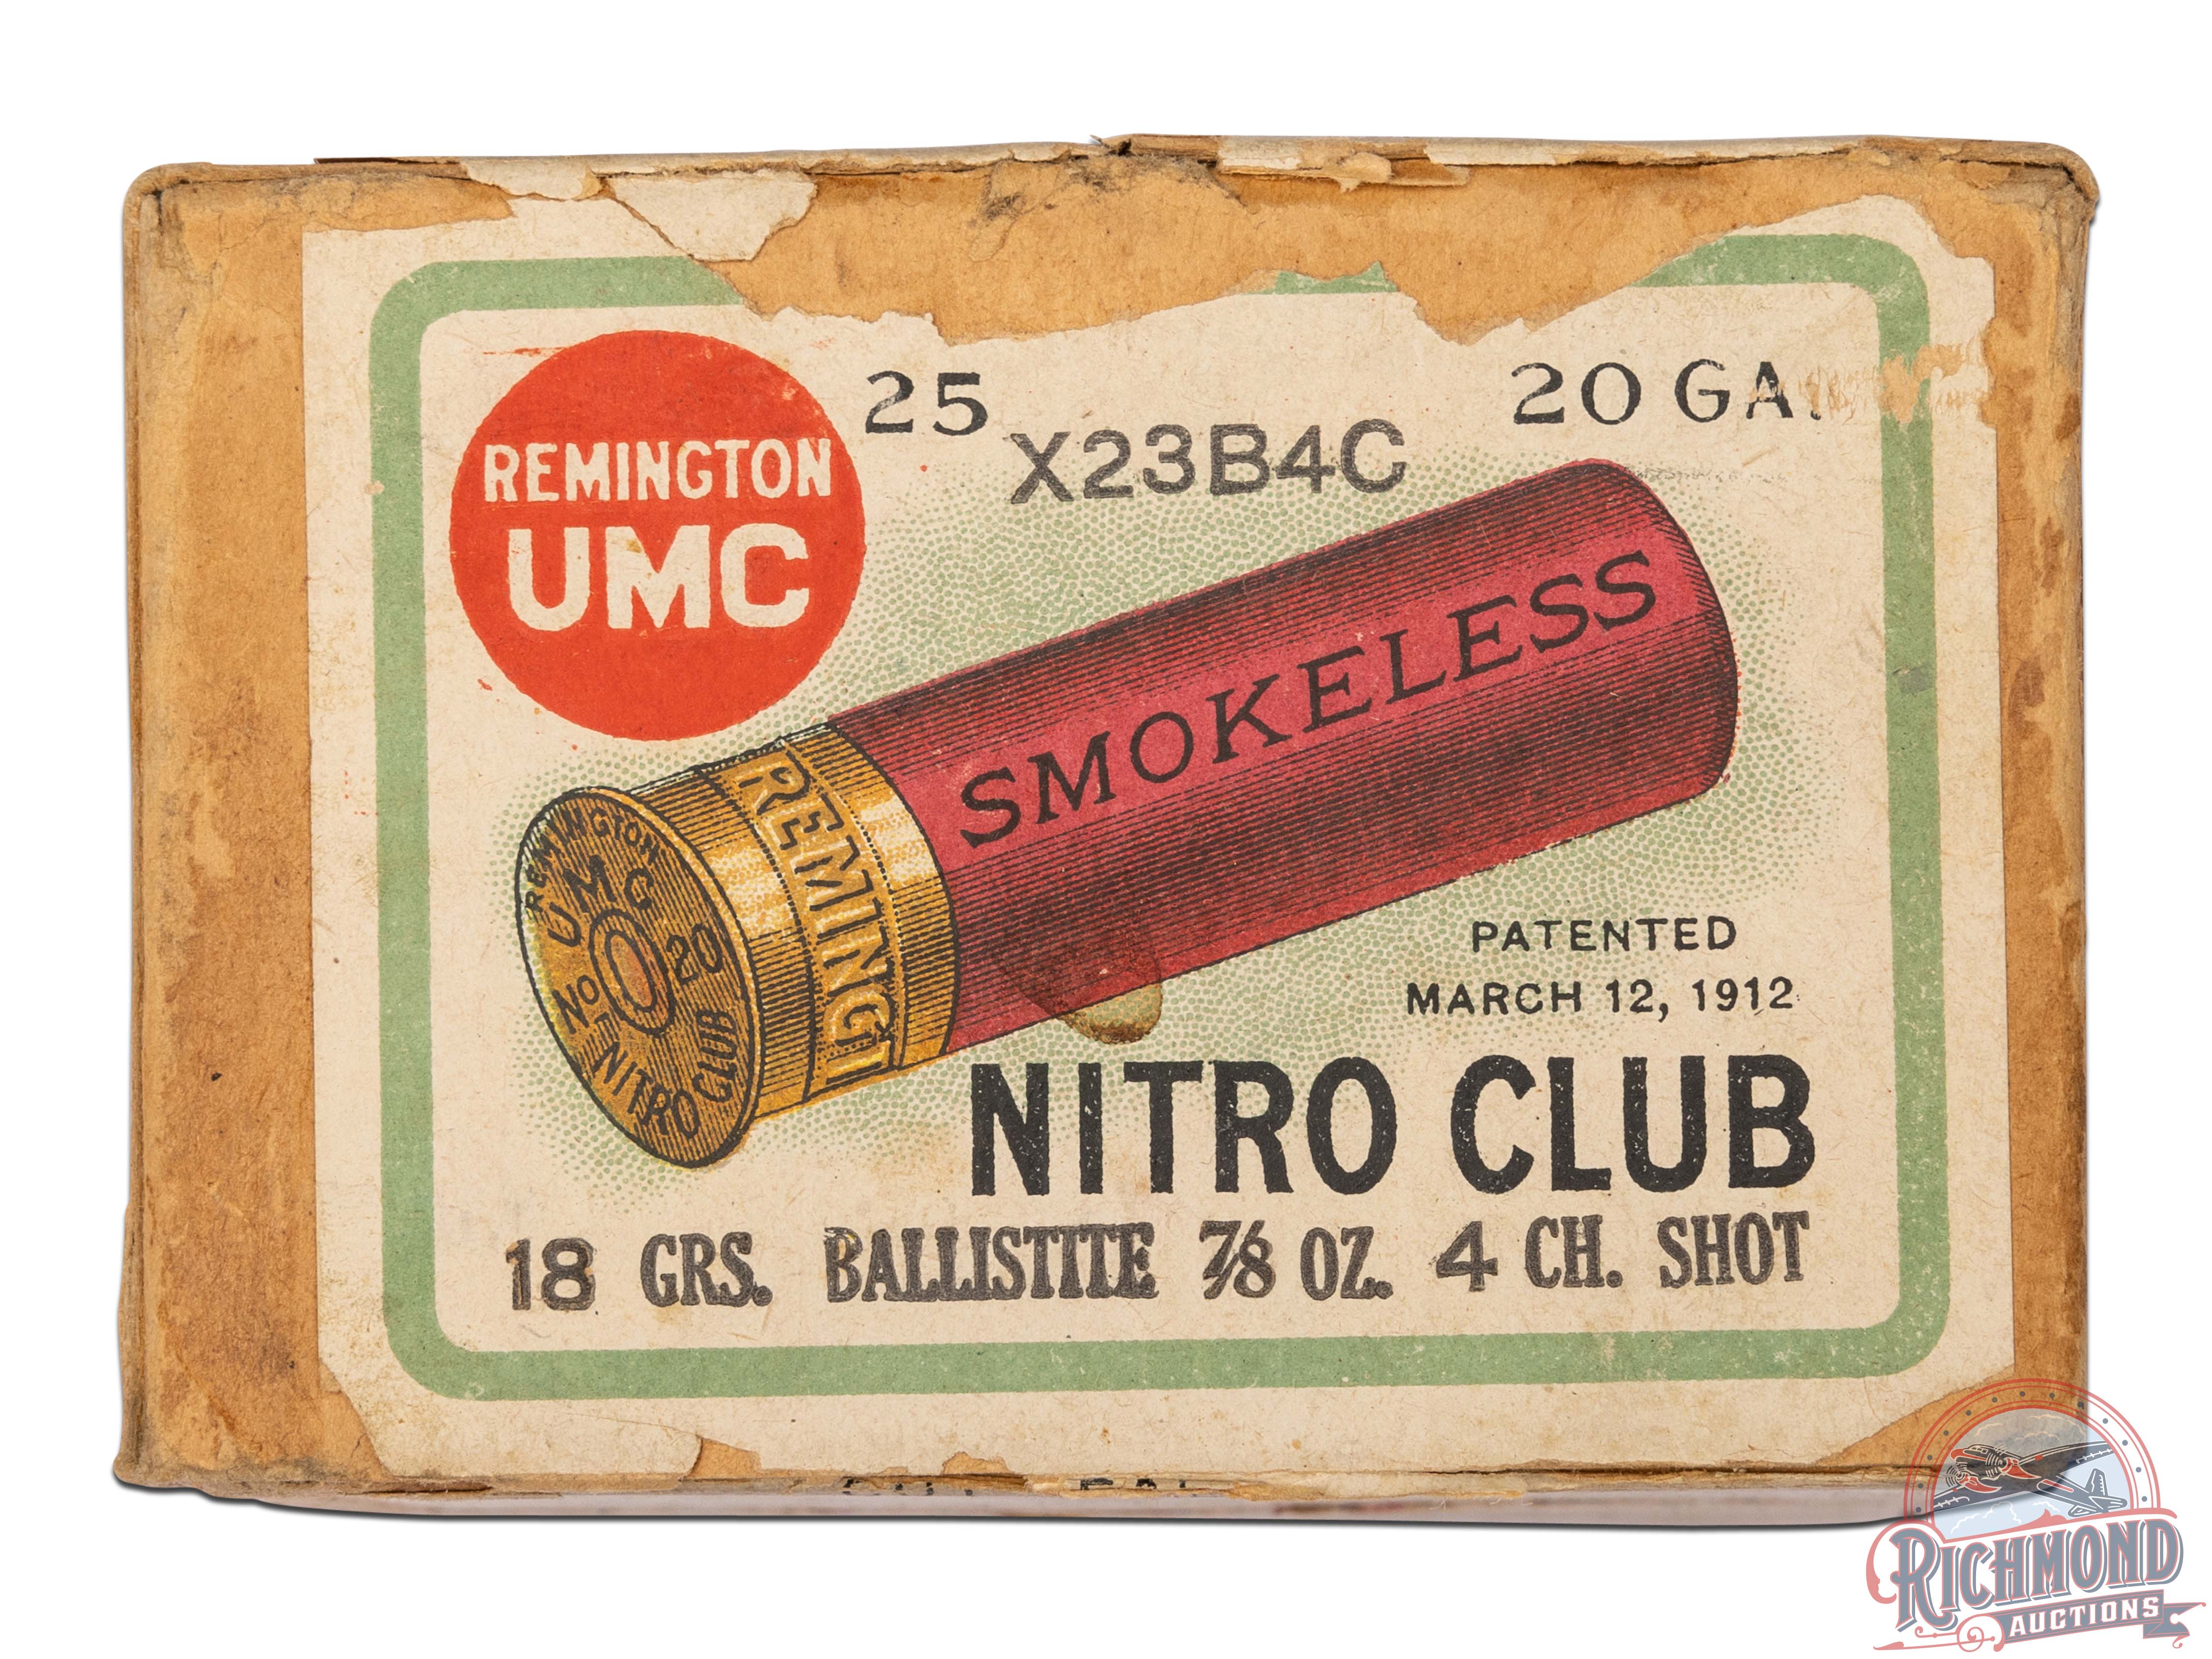 25
20 GA.
X23B4C
REMINGTON
UMC
SMOKELESS
REMINGT
REMINGTON
UMC
No 20
NITRO CLUB
PATENTED
MARCH 12, 1912
NITRO CLUB
18 GRS. BALLISTITE 7/8 OZ. 4 CH. SHOT
RICHMOND
AUCTIONS